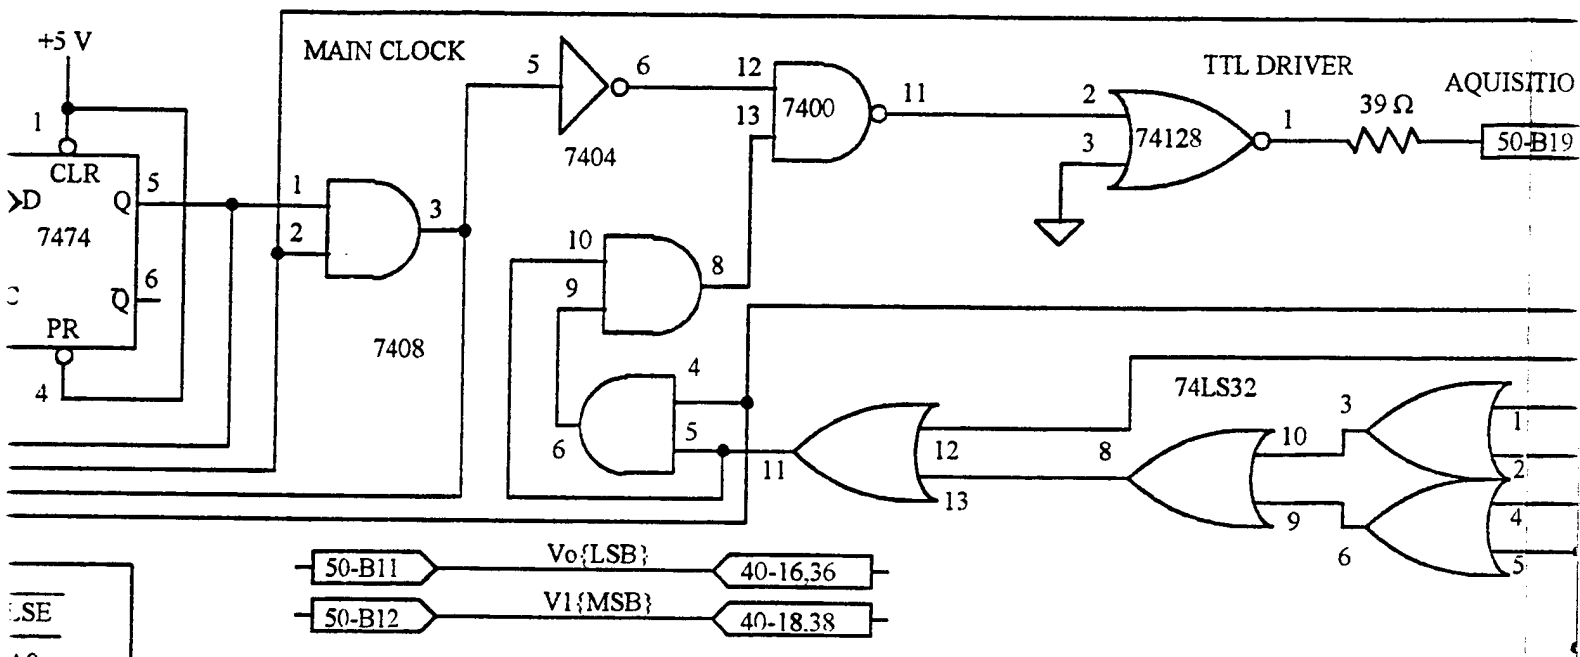 +5 V
MAIN CLOCK
TTL DRIVER
AQUISITIO
1
5
6
12
7400
11
13
2
3
74128
1
39 Ω
50-B19
CLR
7404
D
Q
5
1
7474
2
3
10
8
9
Q
6
PR
7408
4
4
74LS32
5
6
11
12
13
8
10
9
3
1
2
4
5
6
50-B11
Vo{LSB}
40-16,36
50-B12
V1{MSB}
40-18.38
LSE